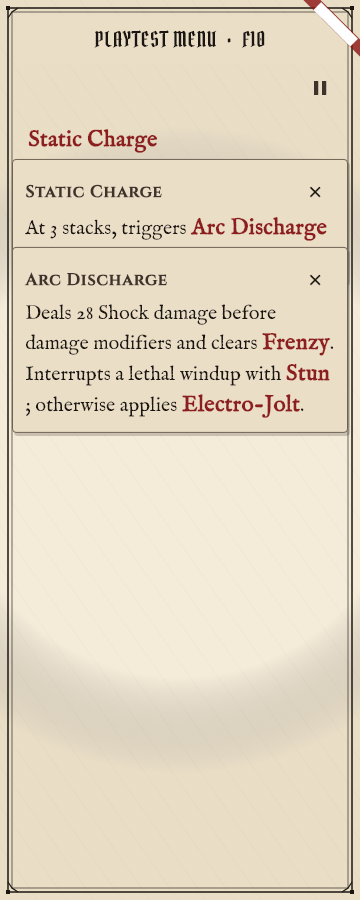 PLAYTEST MENU · F10
Static Charge
STATIC CHARGE ×
At 3 stacks, triggers Arc Discharge
ARC DISCHARGE ×
Deals 28 Shock damage before
damage modifiers and clears Frenzy.
Interrupts a lethal windup with Stun
; otherwise applies Electro-Jolt.